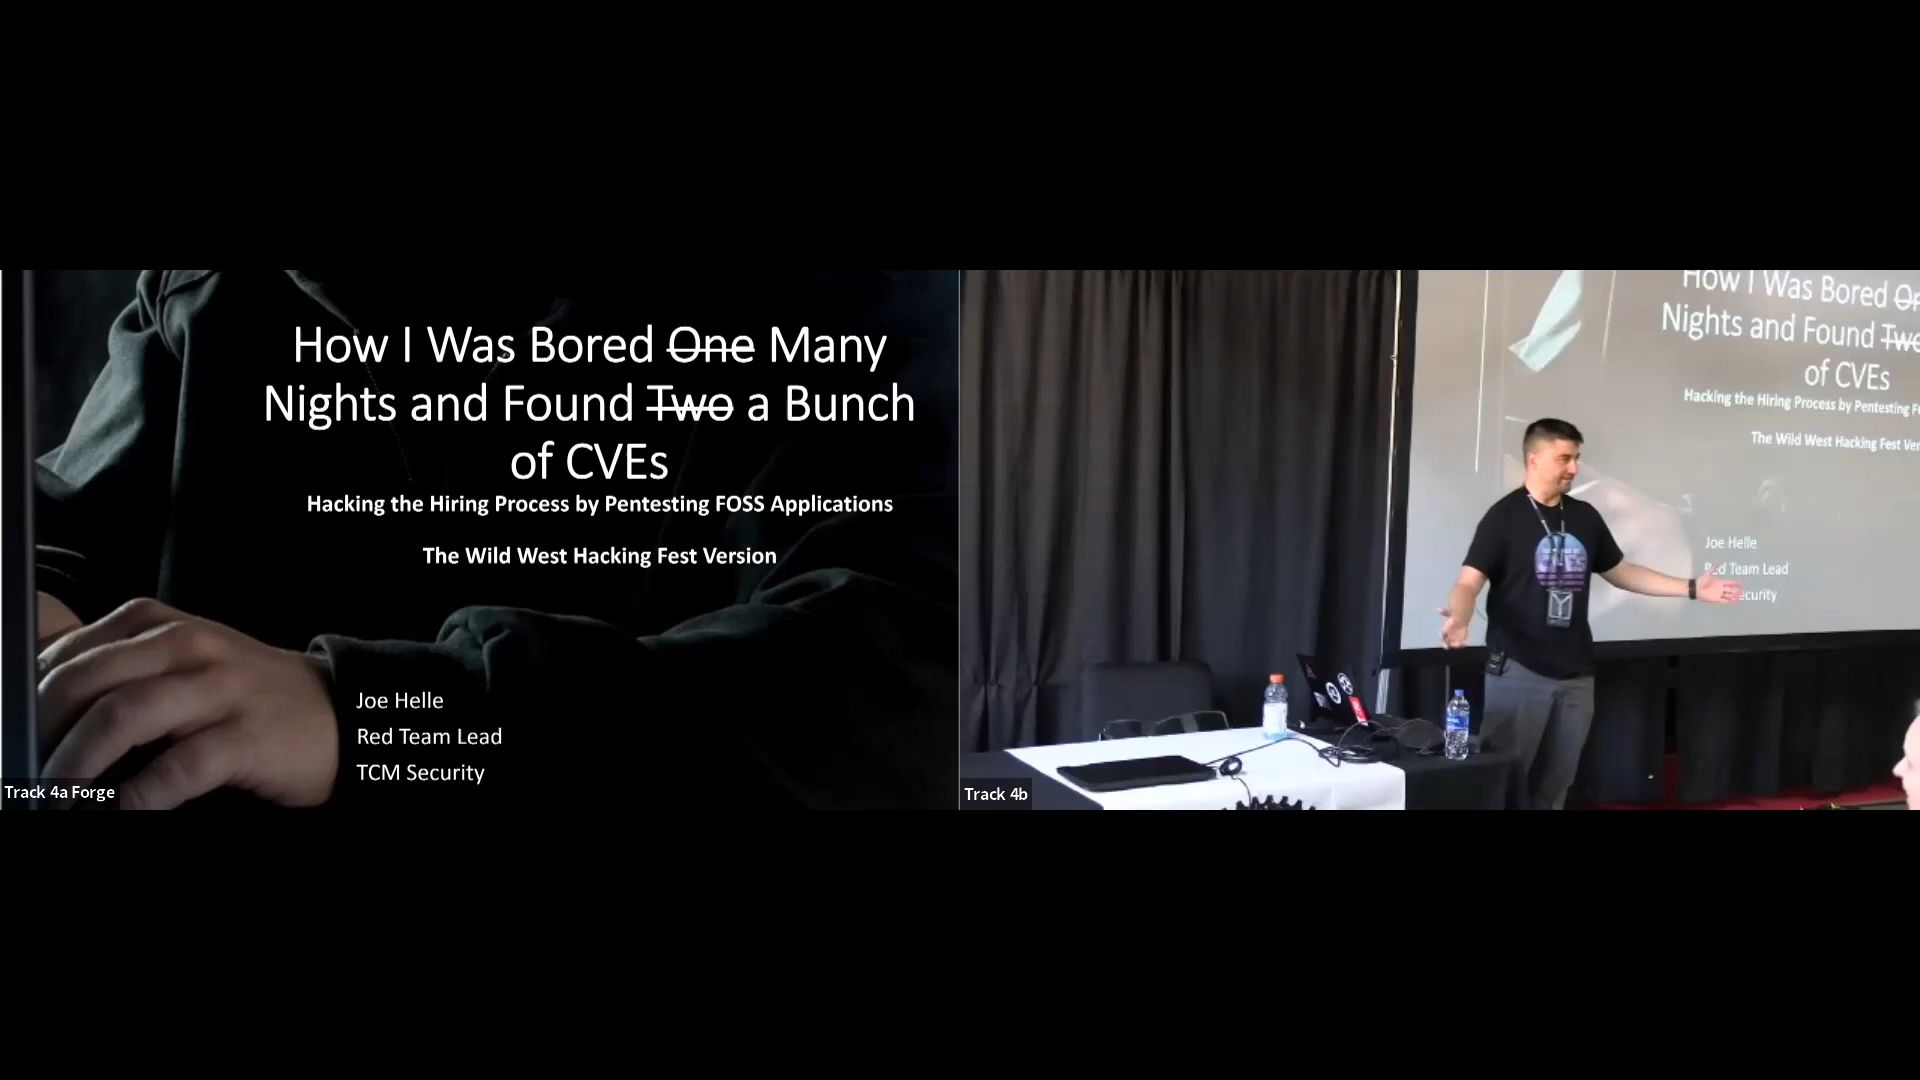 How I Was Bored One Many
Nights and Found Two a Bunch
of CVEs
Hacking the Hiring Process by Pentesting FOSS Applications
The Wild West Hacking Fest Version
Joe Helle
Red Team Lead
TCM Security
Track 4a Forge
How I Was Bored
Nights and Found
of CVEs
Hacking the Hiring Process by Pentesting
The Wild West Hacking Fest
Joe Helle
Red Team Lead
Track 4b